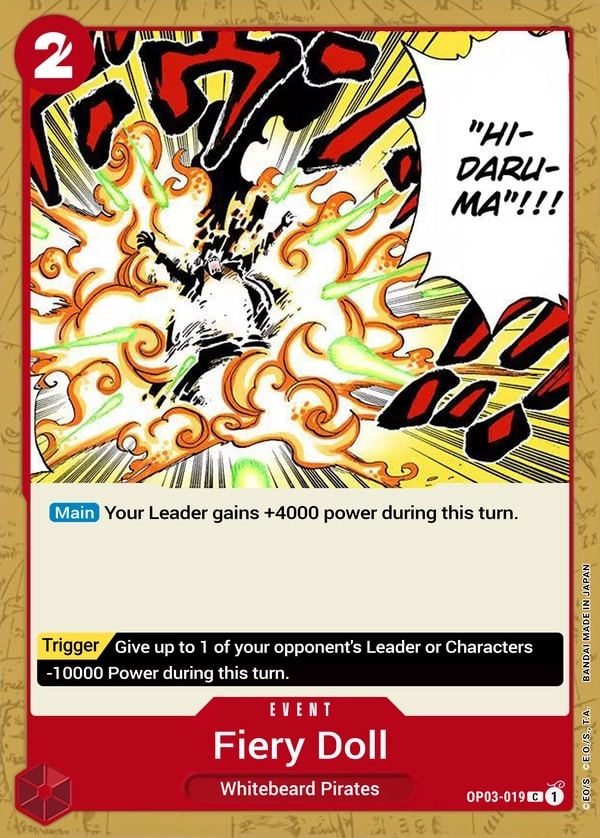 2
"HI-
DARU-
MA"!!!
Main Your Leader gains +4000 power during this turn.
Trigger Give up to 1 of your opponent's Leader or Characters
-10000 Power during this turn.
EVENT
Fiery Doll
Whitebeard Pirates
OP03-019 C 1
©EO/S ©E.O./S.,T.A. BANDAI MADE IN JAPAN